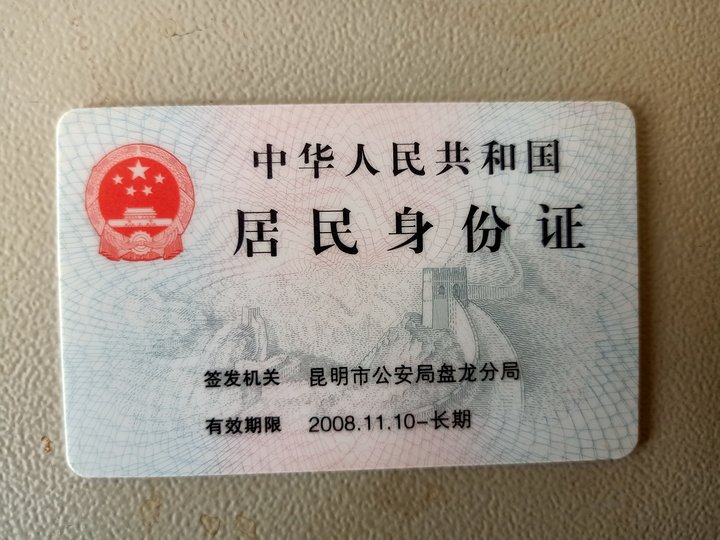 中华人民共和国
居民身份证
签发机关 昆明市公安局盘龙分局
有效期限 2008.11.10-长期